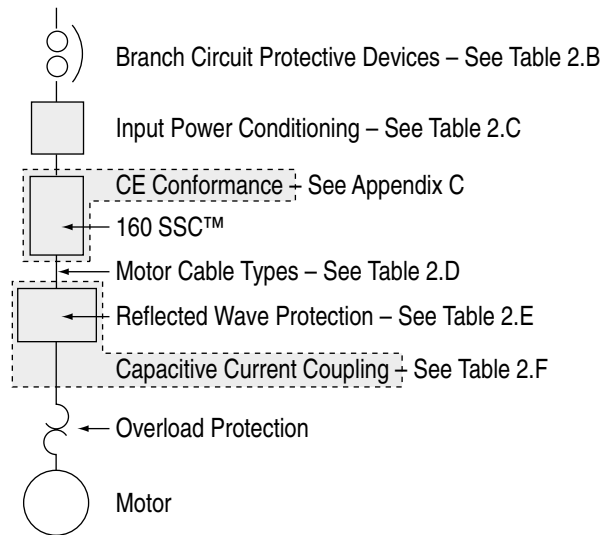 Branch Circuit Protective Devices – See Table 2.B
Input Power Conditioning – See Table 2.C
CE Conformance – See Appendix C
160 SSC™
Motor Cable Types – See Table 2.D
Reflected Wave Protection – See Table 2.E
Capacitive Current Coupling – See Table 2.F
Overload Protection
Motor